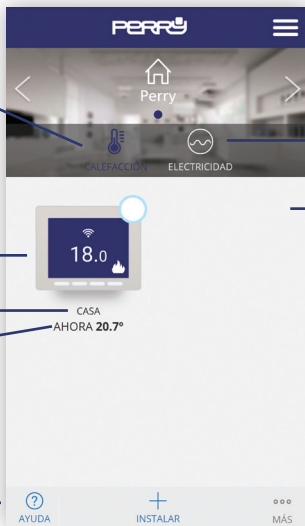 PERRY
Perry
CALEFACCIÓN ELECTRICIDAD
18.0
CASA
AHORA 20.7°
? 
AYUDA INSTALAR MÁS